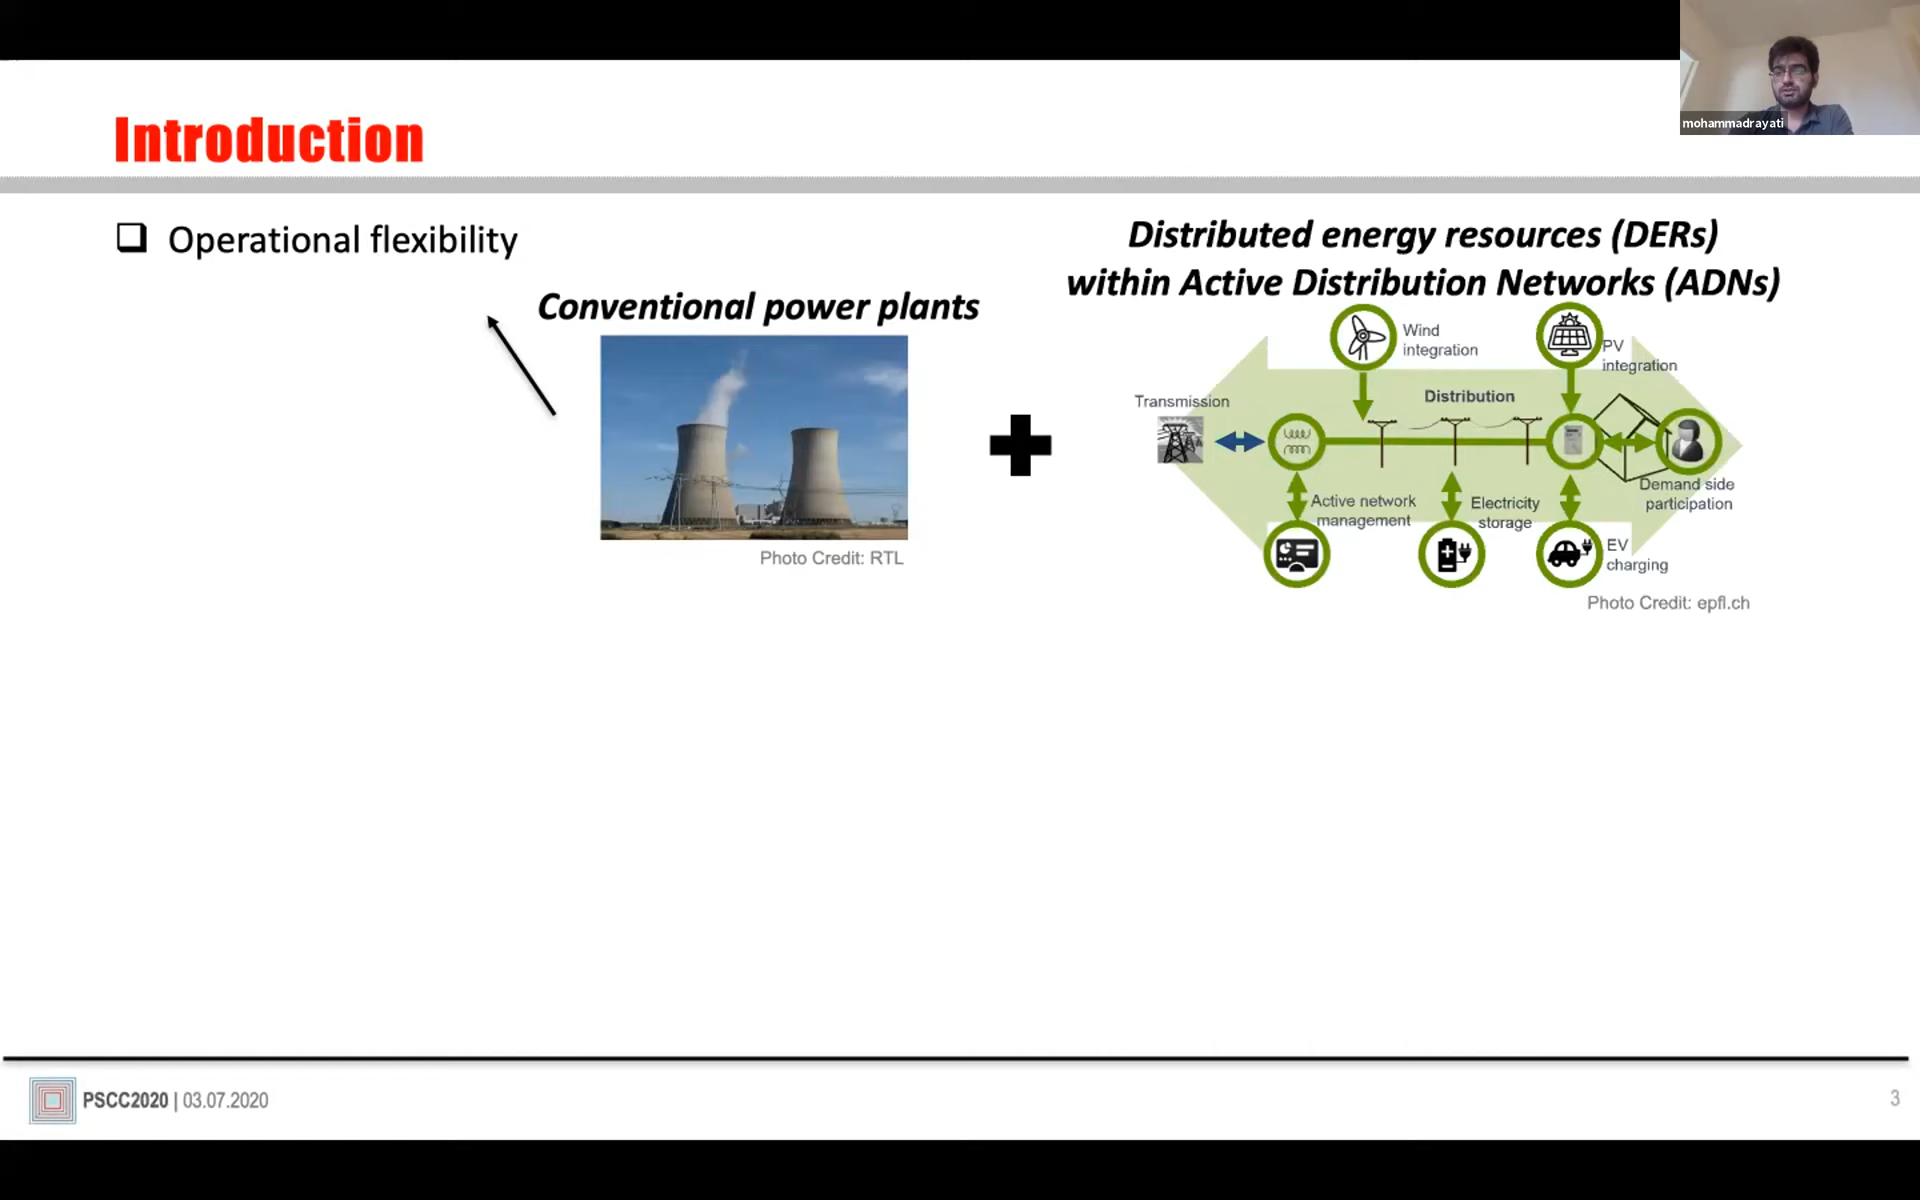 mohammadrayati
Introduction
Operational flexibility
Conventional power plants
Photo Credit: RTL
Distributed energy resources (DERs)
within Active Distribution Networks (ADNs)
Wind
integration
PV
integration
Transmission
Distribution
Demand side
participation
Active network
management
Electricity
storage
EV
charging
Photo Credit: epfl.ch
PSCC2020 | 03.07.2020
3